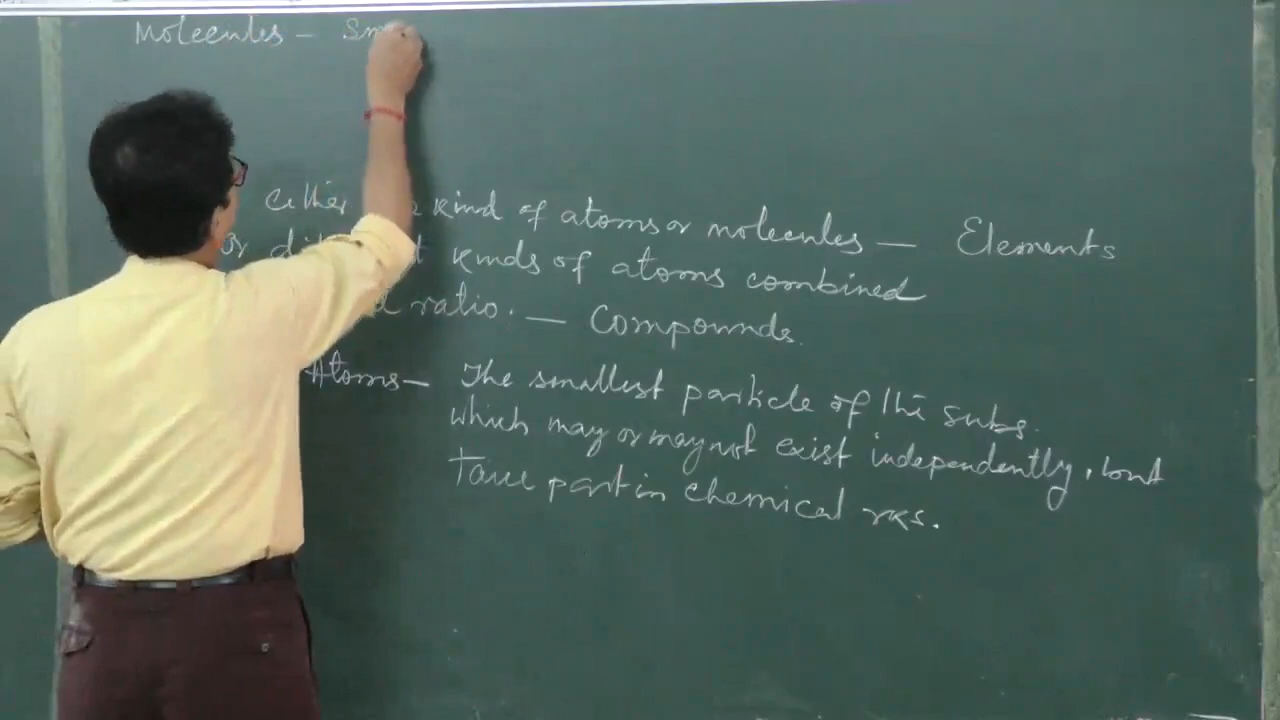 Molecules – Sm
either kind of atoms or molecules — Elements
or kinds of atoms combined
ratio. — Compounds.
Atoms – The smallest particle of the subs.
which may or may not exist independently, but
take part in chemical rxs.